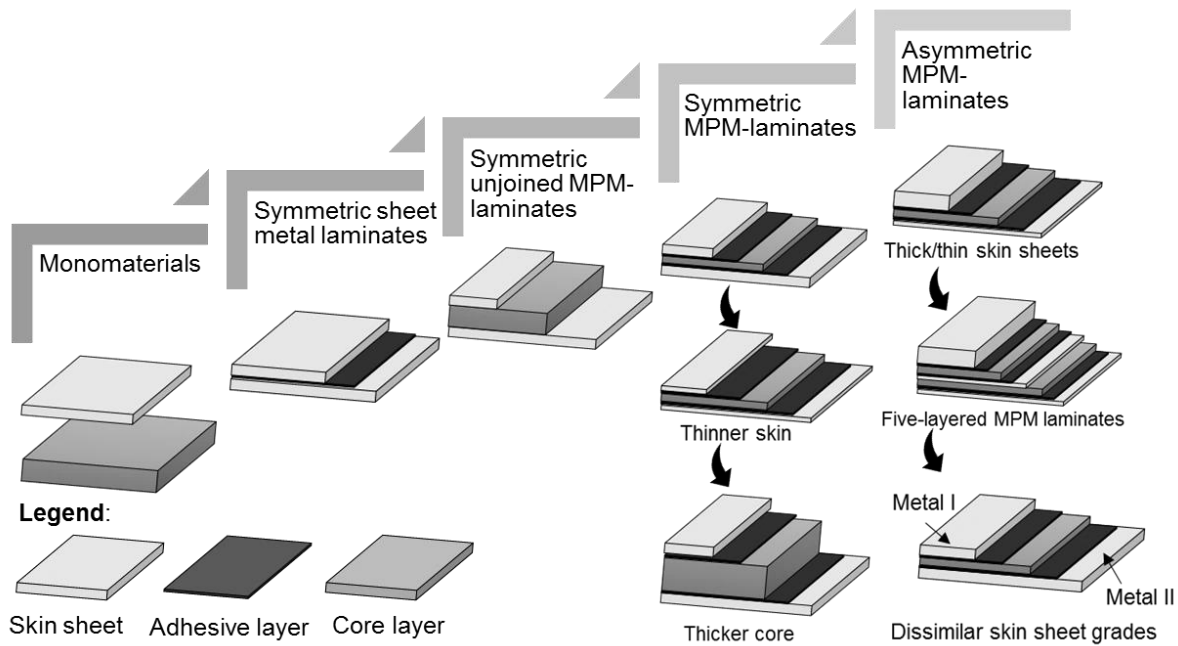 Monomaterials
Symmetric sheet
metal laminates
Symmetric
unjoined MPM-
laminates
Symmetric
MPM-laminates
Asymmetric
MPM-
laminates
Thick/thin skin sheets
Thinner skin
Five-layered MPM laminates
Metal I
Metal II
Thicker core
Dissimilar skin sheet grades
Legend:
Skin sheet
Adhesive layer
Core layer